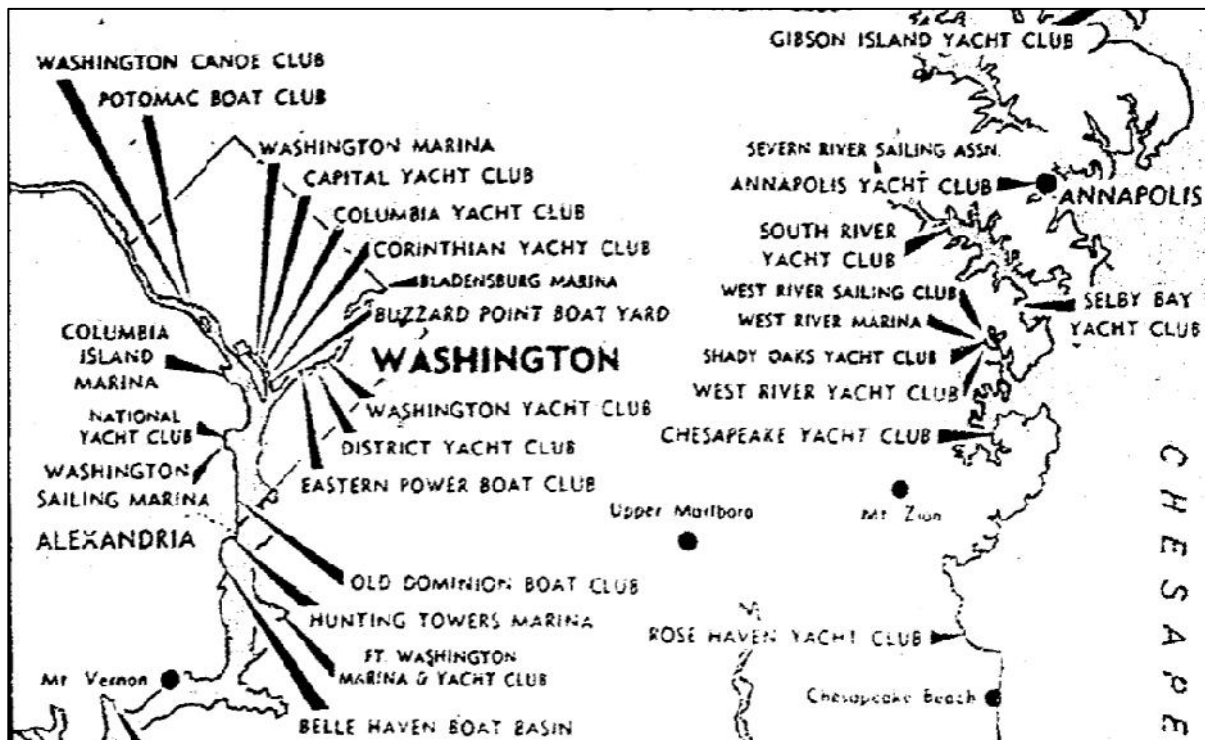 GIBSON ISLAND YACHT CLUB
WASHINGTON CANOE CLUB
POTOMAC BOAT CLUB
WASHINGTON MARINA
CAPITAL YACHT CLUB
COLUMBIA YACHT CLUB
CORINTHIAN YACHT CLUB
BLADENSBURG MARINA
BUZZARD POINT BOAT YARD
WASHINGTON
COLUMBIA
ISLAND
MARINA
WASHINGTON YACHT CLUB
NATIONAL
YACHT CLUB
DISTRICT YACHT CLUB
WASHINGTON
SAILING MARINA
EASTERN POWER BOAT CLUB
ALEXANDRIA
OLD DOMINION BOAT CLUB
HUNTING TOWERS MARINA
FT. WASHINGTON
MARINA & YACHT CLUB
Mt Vernon
BELLE HAVEN BOAT BASIN
SEVERN RIVER SAILING ASSN.
ANNAPOLIS YACHT CLUB
ANNAPOLIS
SOUTH RIVER
YACHT CLUB
WEST RIVER SAILING CLUB
SELBY BAY
YACHT CLUB
WEST RIVER MARINA
SHADY OAKS YACHT CLUB
WEST RIVER YACHT CLUB
CHESAPEAKE YACHT CLUB
Upper Marlboro
Mt Zion
ROSE HAVEN YACHT CLUB
Chesapeake Beach
CHESAPE